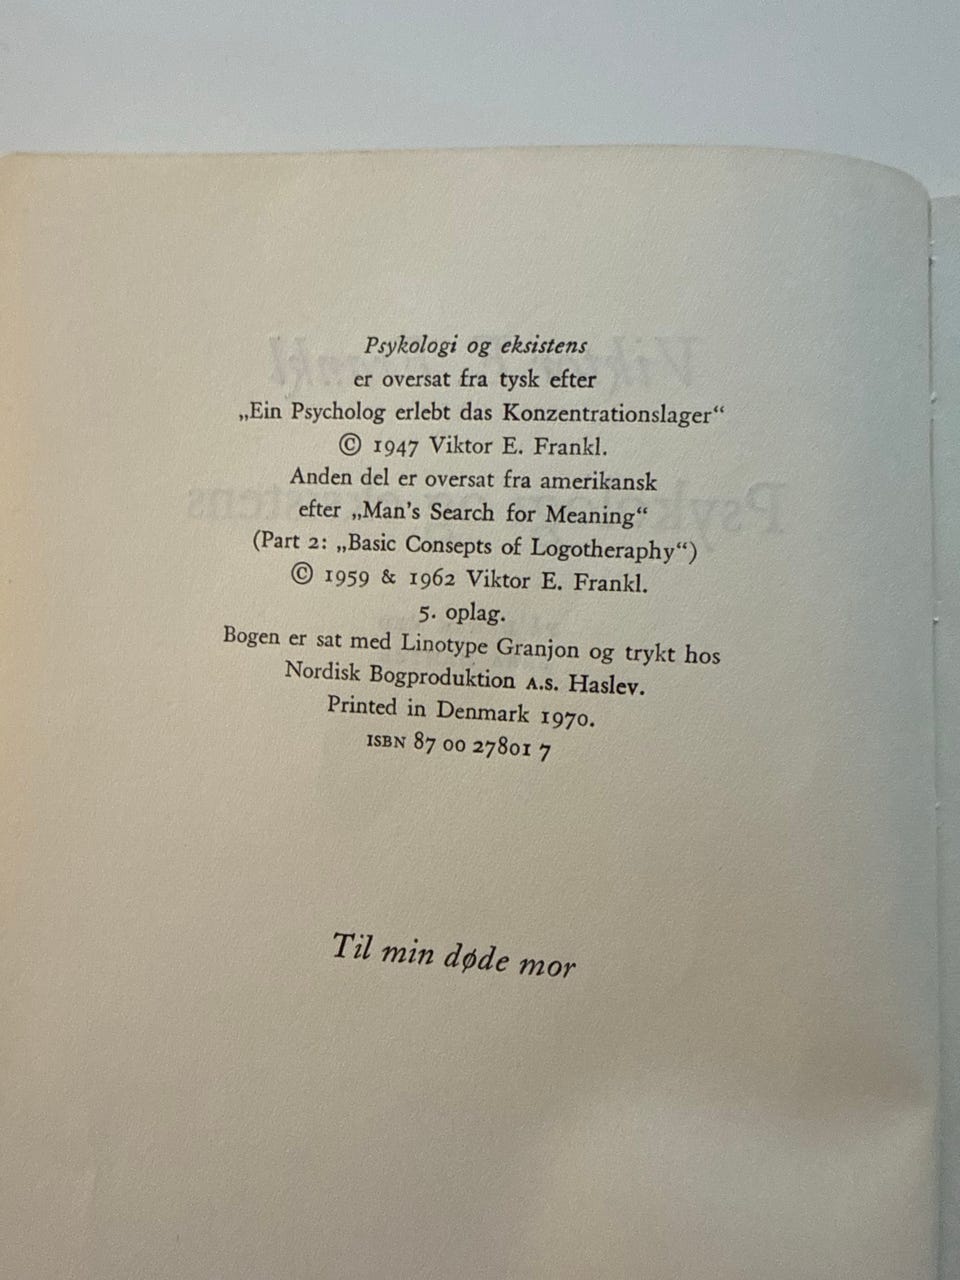 Psykologi og eksistens
er oversat fra tysk efter
„Ein Psycholog erlebt das Konzentrationslager“
© 1947 Viktor E. Frankl.
Anden del er oversat fra amerikansk
efter „Man's Search for Meaning“
(Part 2: „Basic Consepts of Logotheraphy“)
© 1959 & 1962 Viktor E. Frankl.
5. oplag.
Bogen er sat med Linotype Granjon og trykt hos
Nordisk Bogproduktion A.S. Haslev.
Printed in Denmark 1970.
ISBN 87 00 27801 7
Til min døde mor